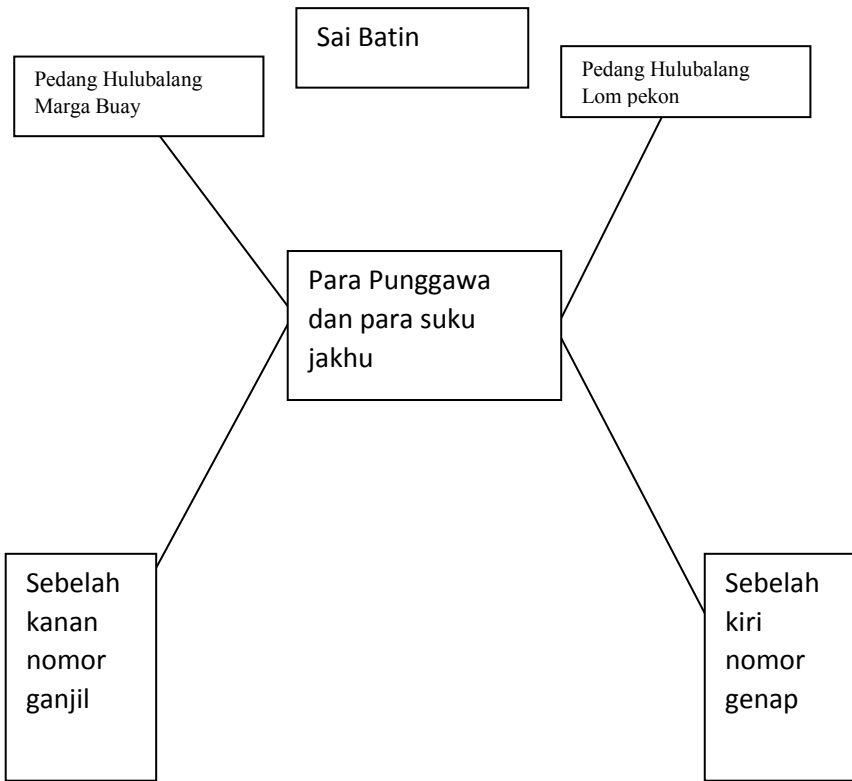 Sai Batin
Pedang Hulubalang
Marga Buay
Pedang Hulubalang
Lom pekon
Para Punggawa
dan para suku
jakhu
Sebelah
kanan
nomor
ganjil
Sebelah
kiri
nomor
genap